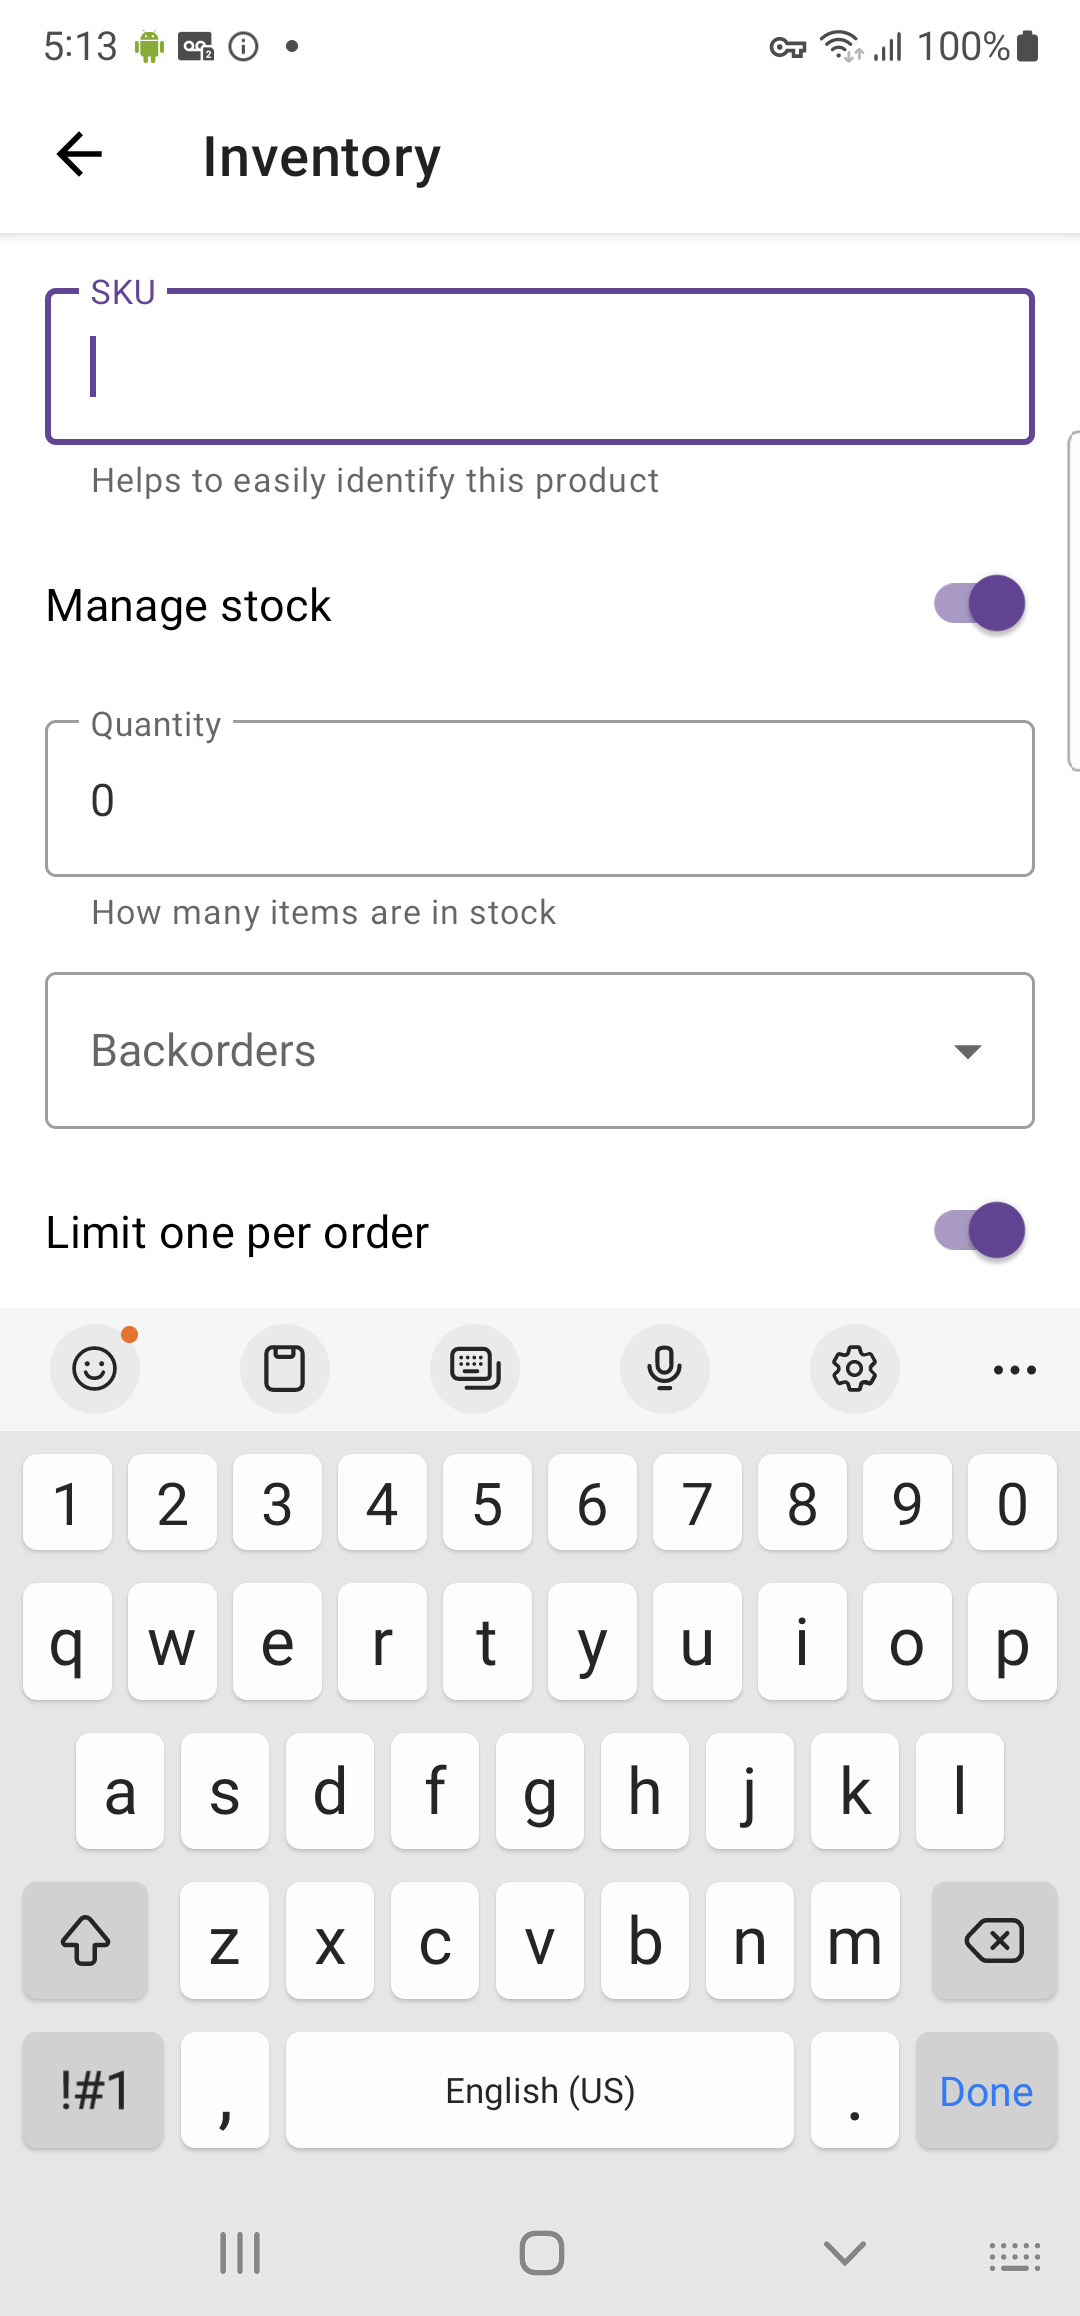 5:13 2 100%
Inventory
SKU
Helps to easily identify this product
Manage stock
Quantity
0
How many items are in stock
Backorders
Limit one per order
1 2 3 4 5 6 7 8 9 0
q w e r t y u i o p
a s d f g h j k l
z x c v b n m
!#1 , English (US) . Done